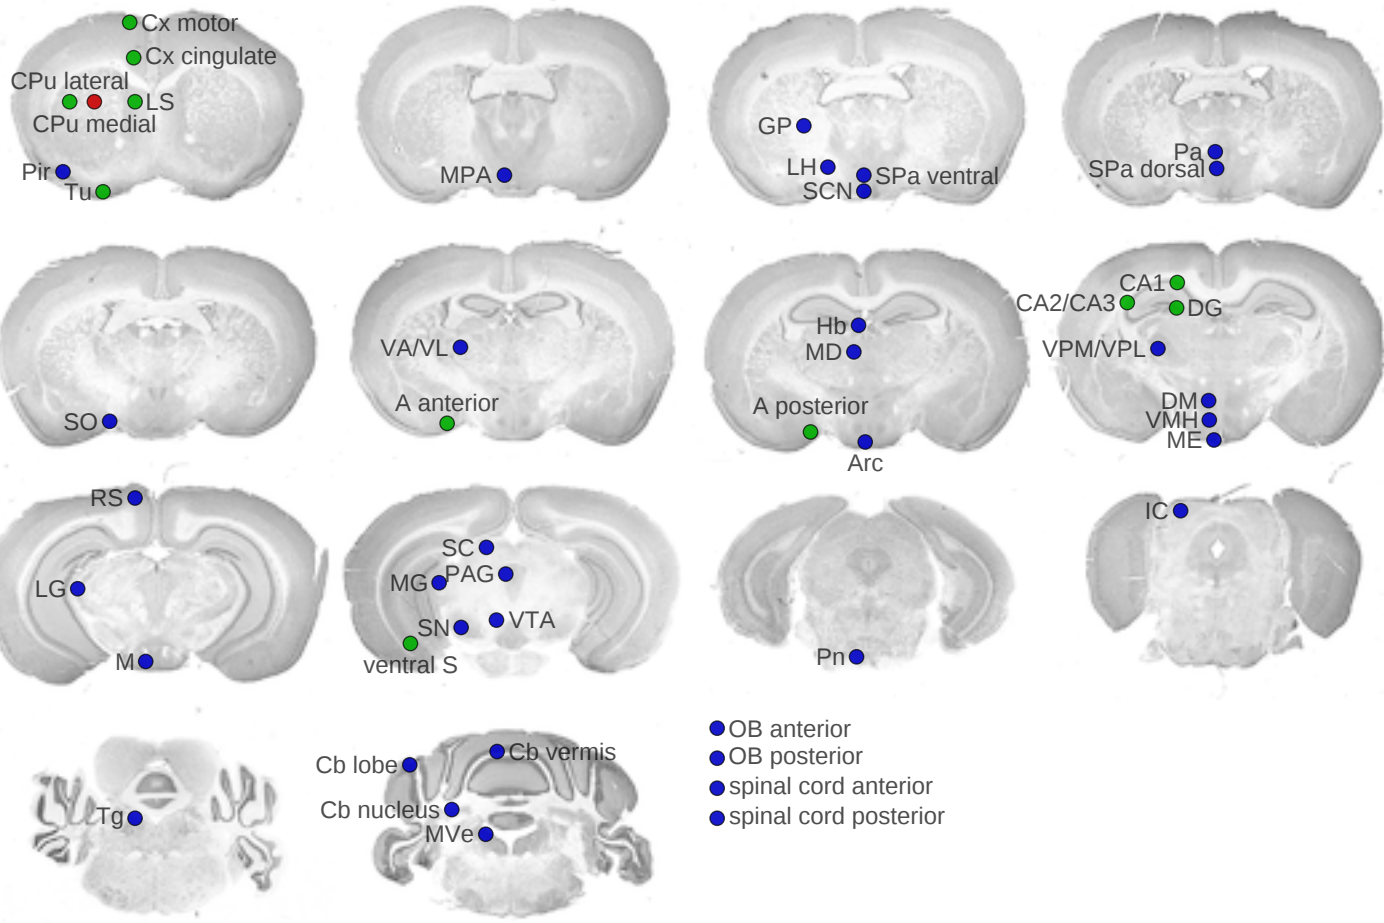 Cx motor
Cx cingulate
CPu lateral
LS
CPu medial
Pir
Tu
MPA
GP
LH
SPa ventral
SCN
Pa
SPa dorsal
SO
VA/VL
A anterior
Hb
MD
A posterior
Arc
CA1
CA2/CA3
DG
VPM/VPL
DM
VMH
ME
RS
LG
M
SC
MG
PAG
SN
VTA
ventral S
Pn
IC
Tg
Cb lobe
Cb vermis
Cb nucleus
MVe
OB anterior
OB posterior
spinal cord anterior
spinal cord posterior